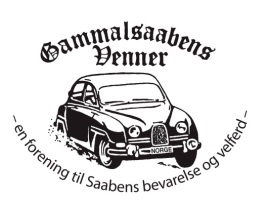 Gammalsaabens
Venner
NORGE
– en forening til Saabens bevarelse og velferd –